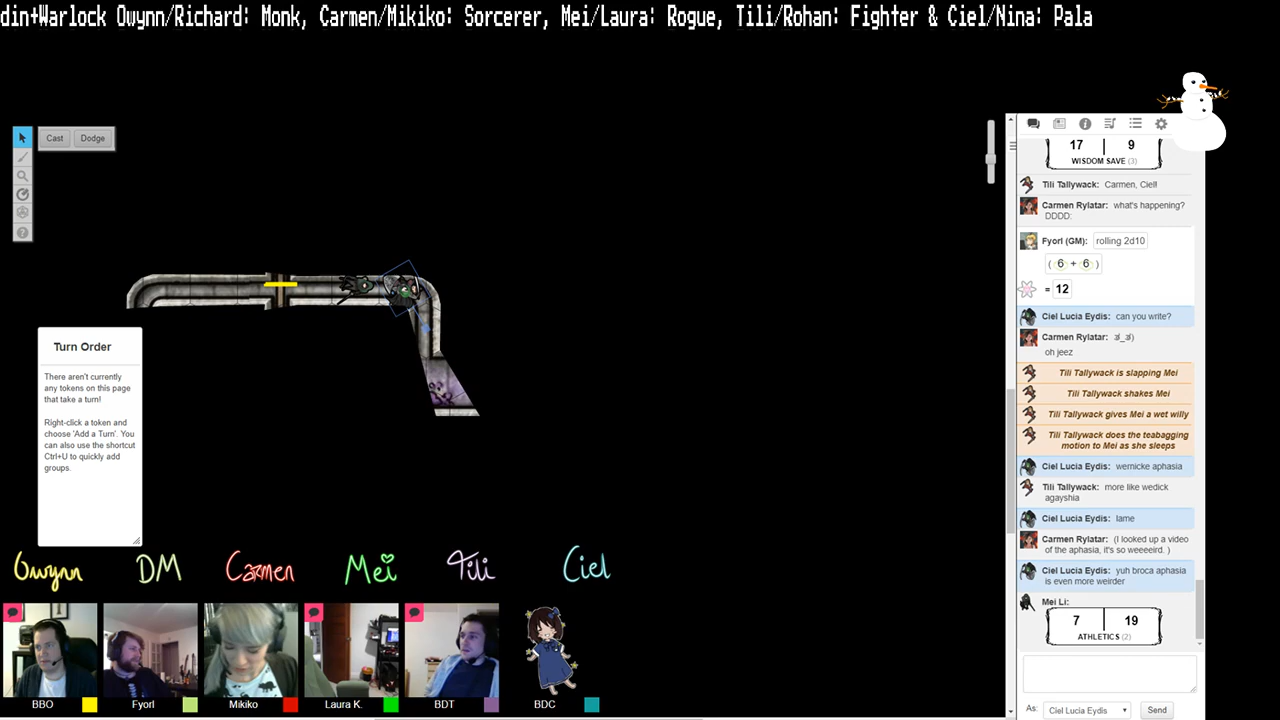 din+Warlock Owynn/Richard: Monk, Carmen/Mikiko: Sorcerer, Mei/Laura: Rogue, Tili/Rohan: Fighter & Ciel/Nina: Pala
Cast
Dodge
Turn Order
There aren't currently
any tokens on this page
that take a turn!
Right-click a token and
choose 'Add a Turn'. You
can also use the shortcut
Ctrl+U to quickly add
groups.
17 | 9
WISDOM SAVE (3)
Tili Tallywack: Carmen, Ciel!
Carmen Rylatar: what's happening?
DDDD:
Fyorl (GM): rolling 2d10
( 6 + 6 )
= 12
Ciel Lucia Eydis: can you write?
Carmen Rylatar:
oh jeez
Tili Tallywack is slapping Mei
Tili Tallywack shakes Mei
Tili Tallywack gives Mei a wet willy
Tili Tallywack does the teabagging
motion to Mei as she sleeps
Ciel Lucia Eydis: wernicke aphasia
Tili Tallywack: more like wedick
agayshia
Ciel Lucia Eydis: lame
Carmen Rylatar: (I looked up a video
of the aphasia, it's so weeeeird. )
Ciel Lucia Eydis: yuh broca aphasia
is even more weirder
Mei Li:
7 | 19
ATHLETICS (2)
As: Ciel Lucia Eydis
Send
Owynn
DM
Carmen
Mei
Tili
Ciel
BBO
Fyorl
Mikiko
Laura K.
BDT
BDC